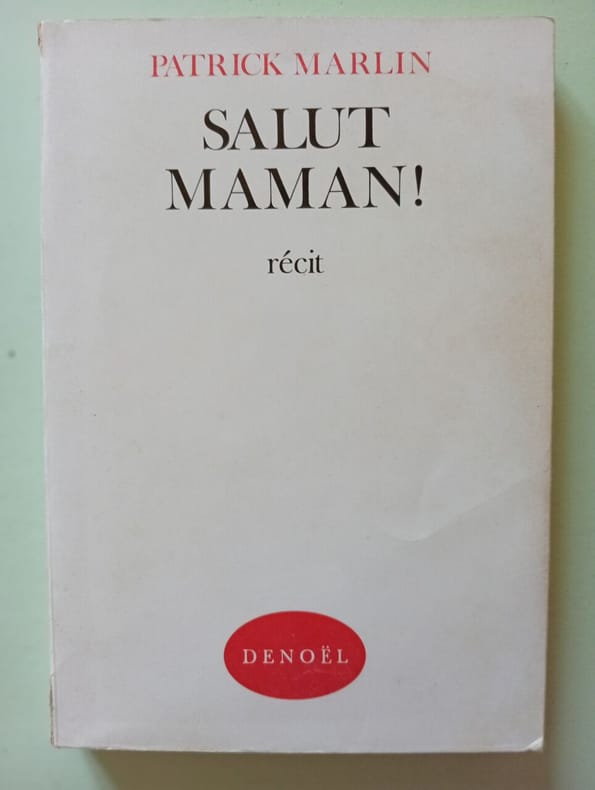 PATRICK MARLIN
SALUT
MAMAN!
récit
DENOËL